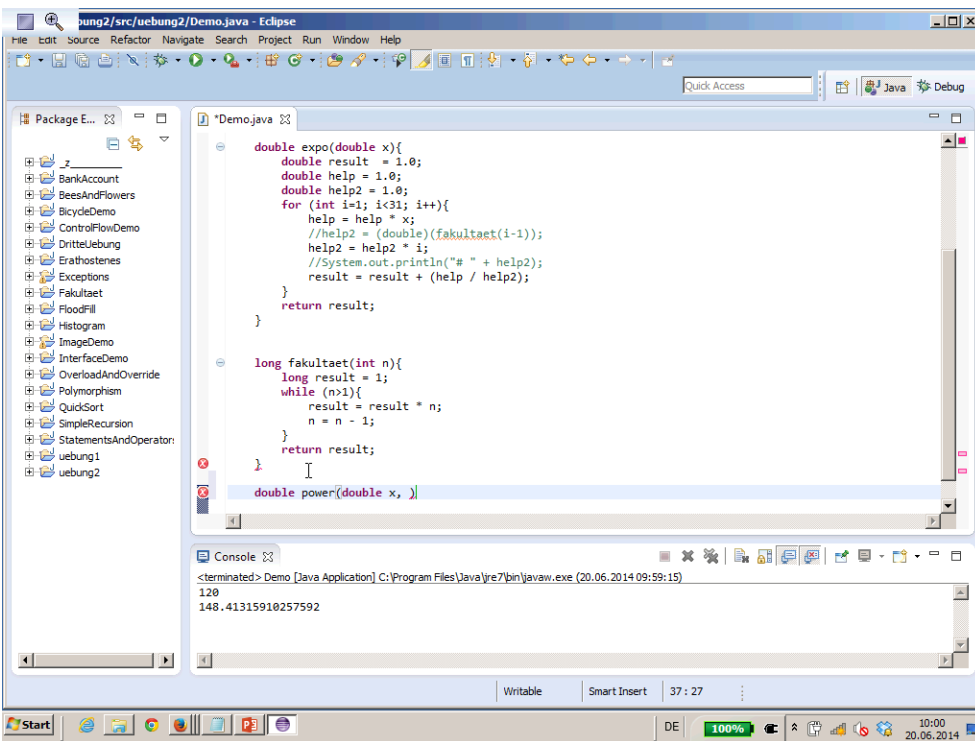 bung2/src/uebung2/Demo.java - Eclipse
File Edit Source Refactor Navigate Search Project Run Window Help
Quick Access
Java
Debug
Package E...
*Demo.java
_z________
BankAccount
BeesAndFlowers
BicycleDemo
ControlFlowDemo
DritteUebung
Erathostenes
Exceptions
Fakultaet
FloodFill
Histogram
ImageDemo
InterfaceDemo
OverloadAndOverride
Polymorphism
QuickSort
SimpleRecursion
StatementsAndOperator
uebung1
uebung2
double expo(double x){
double result  = 1.0;
double help = 1.0;
double help2 = 1.0;
for (int i=1; i<31; i++){
help = help * x;
//help2 = (double)(fakultaet(i-1));
help2 = help2 * i;
//System.out.println("# " + help2);
result = result + (help / help2);
}
return result;
}
long fakultaet(int n){
long result = 1;
while (n>1){
result = result * n;
n = n - 1;
}
return result;
}
double power(double x, )
Console
<terminated> Demo [Java Application] C:\Program Files\Java\jre7\bin\javaw.exe (20.06.2014 09:59:15)
120
148.41315910257592
Writable
Smart Insert
37 : 27
Start
DE
100%
10:00
20.06.2014